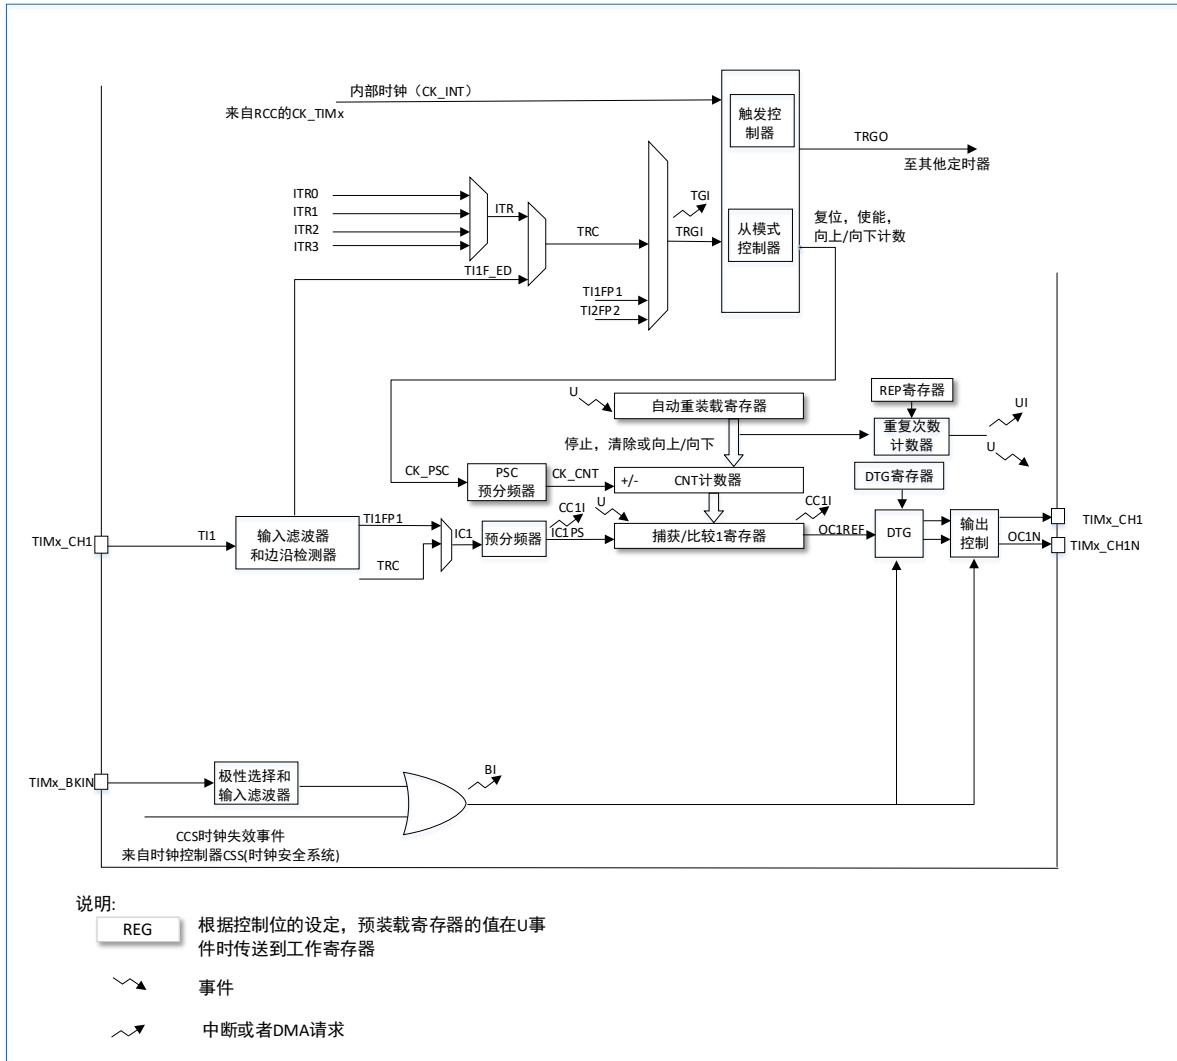 内部时钟（CK_INT）
来自RCC的CK_TIMx
触发控
制器
TRGO
至其他定时器
ITR0
ITR1
ITR2
ITR3
ITR
TI1F_ED
TRC
TI1FP1
TI2FP2
TGI
TRGI
从模式
控制器
复位，使能，
向上/向下计数
U
自动重装载寄存器
REP寄存器
UI
停止，清除或向上/向下
重复次数
计数器
U
CK_PSC
PSC
预分频器
CK_CNT
+/-
CNT计数器
DTG寄存器
TIMx_CH1
TI1
输入滤波器
和边沿检测器
TI1FP1
TRC
IC1
预分频器
CC1I
IC1PS
U
捕获/比较1寄存器
CC1I
OC1REF
DTG
输出
控制
OC1N
TIMx_CH1
TIMx_CH1N
TIMx_BKIN
极性选择和
输入滤波器
BI
CCS时钟失效事件
来自时钟控制器CSS(时钟安全系统)
说明:
REG
根据控制位的设定，预装载寄存器的值在U事
件时传送到工作寄存器
事件
中断或者DMA请求